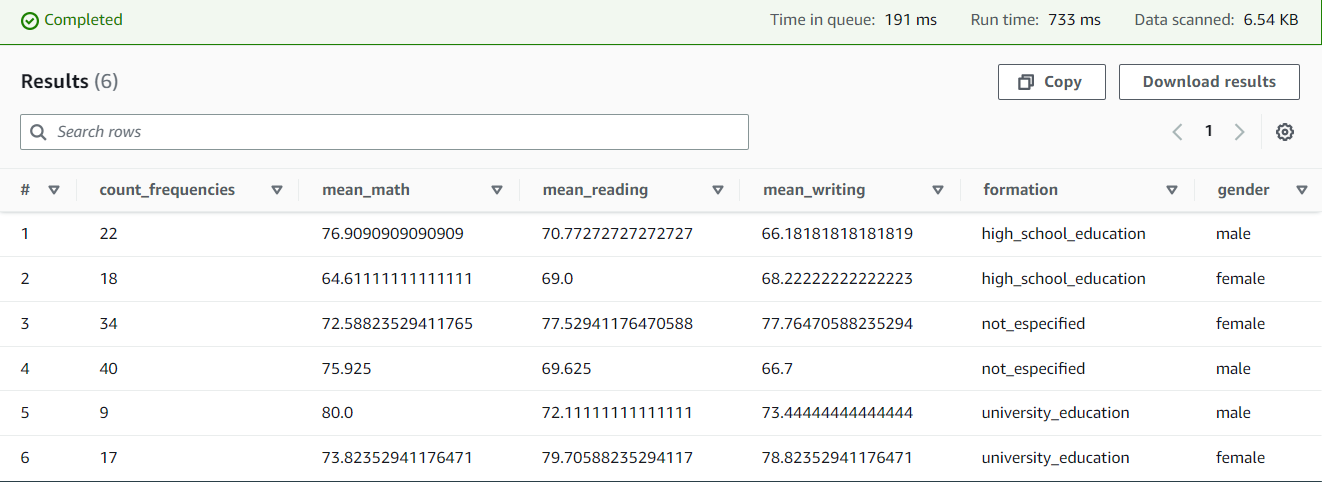 Completed Time in queue: 191 ms Run time: 733 ms Data scanned: 6.54 KB
Results (6) Copy Download results
Search rows 1
# count_frequencies mean_math mean_reading mean_writing formation gender
1 22 76.9090909090909 70.77272727272727 66.18181818181819 high_school_education male
2 18 64.61111111111111 69.0 68.22222222222223 high_school_education female
3 34 72.58823529411765 77.52941176470588 77.76470588235294 not_especified female
4 40 75.925 69.625 66.7 not_especified male
5 9 80.0 72.11111111111111 73.44444444444444 university_education male
6 17 73.82352941176471 79.70588235294117 78.82352941176471 university_education female